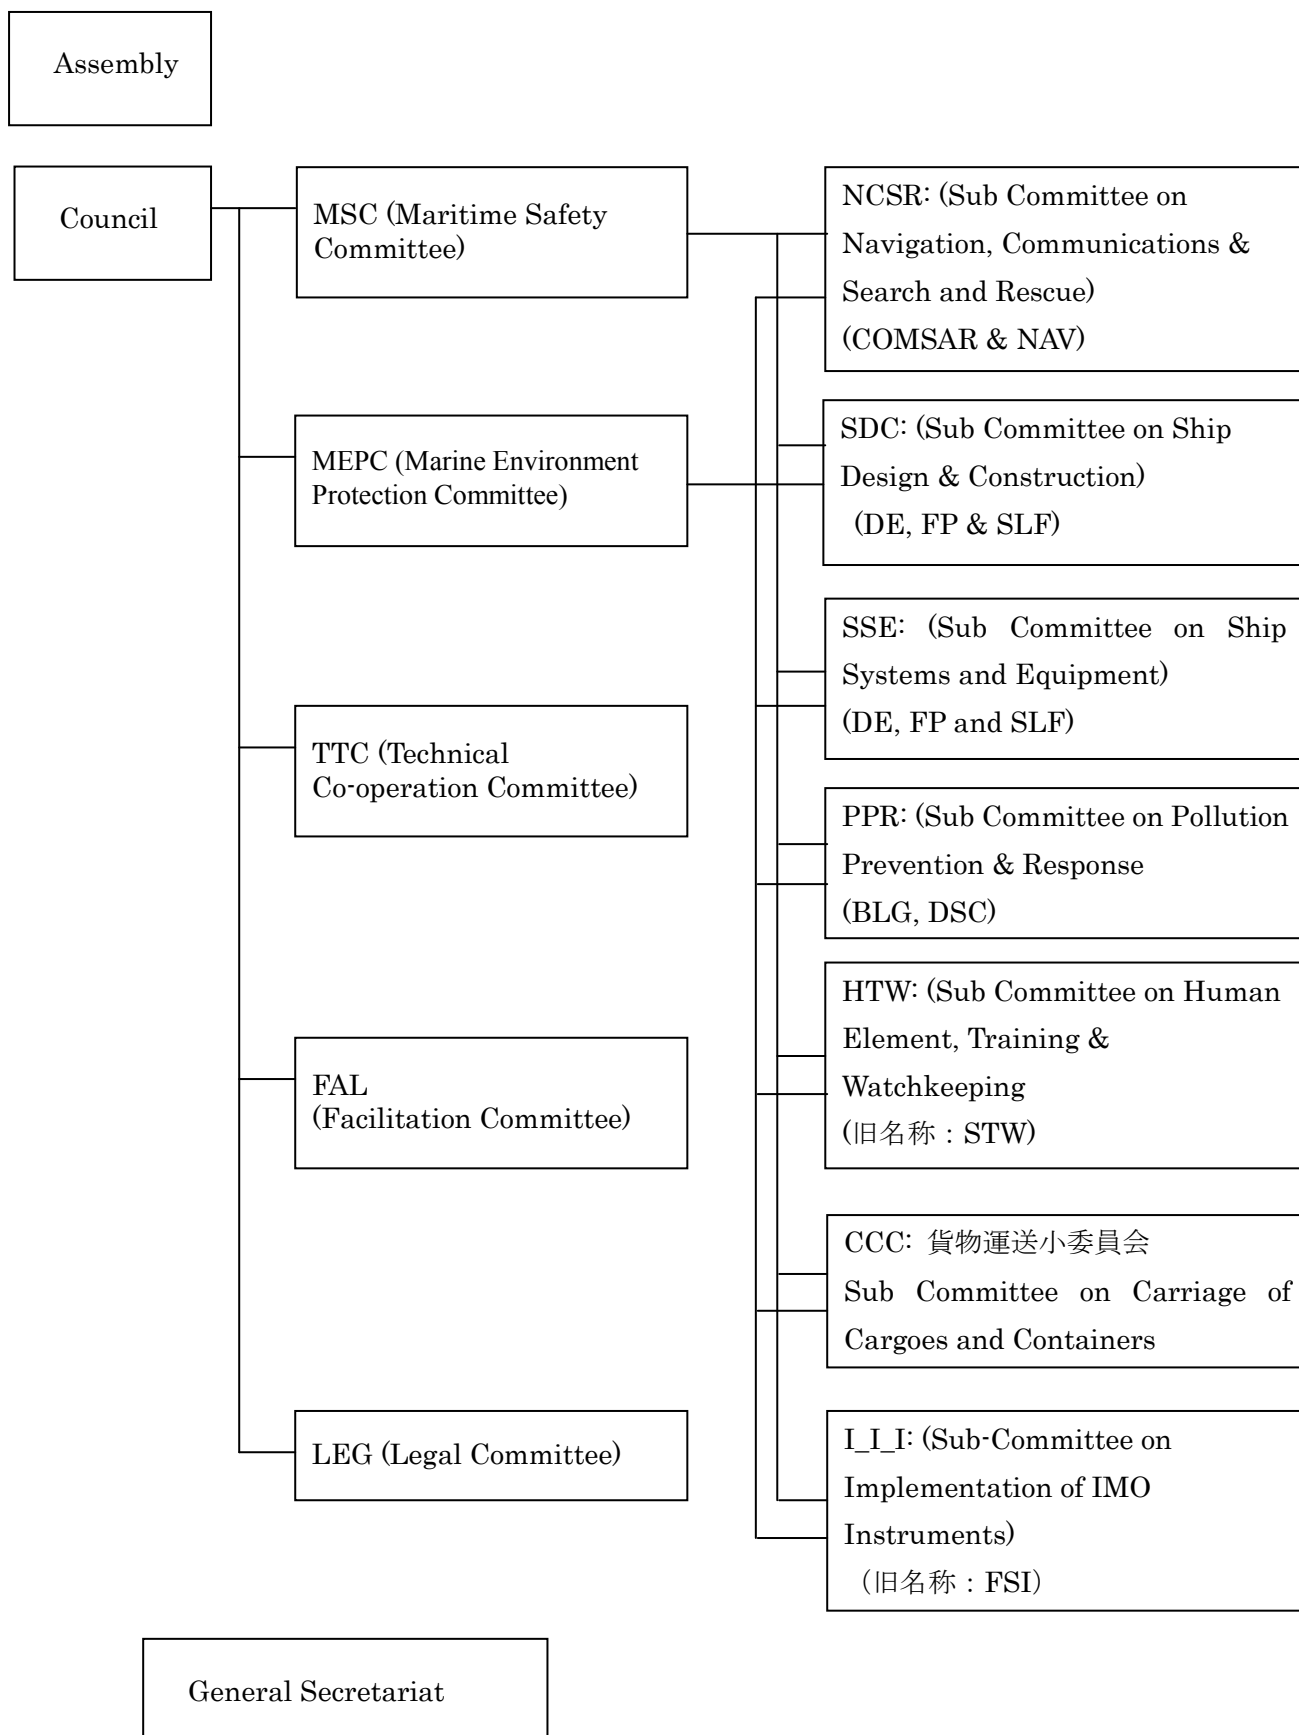 Assembly
Council
MSC (Maritime Safety
Committee)
MEPC (Marine Environment
Protection Committee)
TTC (Technical
Co-operation Committee)
FAL
(Facilitation Committee)
LEG (Legal Committee)
NCSR: (Sub Committee on
Navigation, Communications &
Search and Rescue)
(COMSAR & NAV)
SDC: (Sub Committee on Ship
Design & Construction)
(DE, FP & SLF)
SSE: (Sub Committee on Ship
Systems and Equipment)
(DE, FP and SLF)
PPR: (Sub Committee on Pollution
Prevention & Response
(BLG, DSC)
HTW: (Sub Committee on Human
Element, Training &
Watchkeeping
(旧名称：STW)
CCC: 貨物運送小委員会
Sub Committee on Carriage of
Cargoes and Containers
I_I_I: (Sub-Committee on
Implementation of IMO
Instruments)
（旧名称：FSI）
General Secretariat